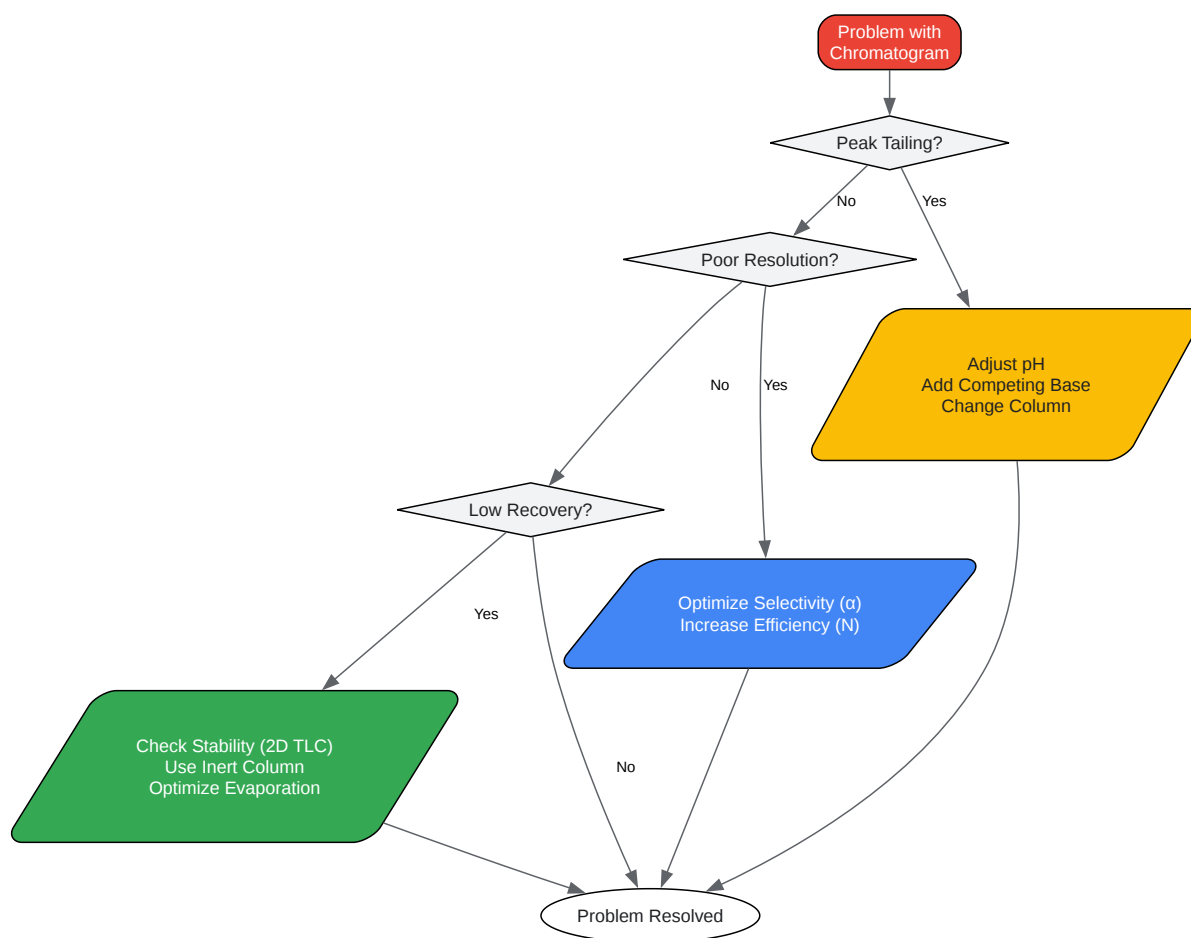 Problem with
Chromatogram
Peak Tailing?
No
Yes
Poor Resolution?
Adjust pH
Add Competing Base
Change Column
No
Yes
Low Recovery?
Optimize Selectivity (α)
Increase Efficiency (N)
Yes
Check Stability (2D TLC)
Use Inert Column
Optimize Evaporation
No
Problem Resolved